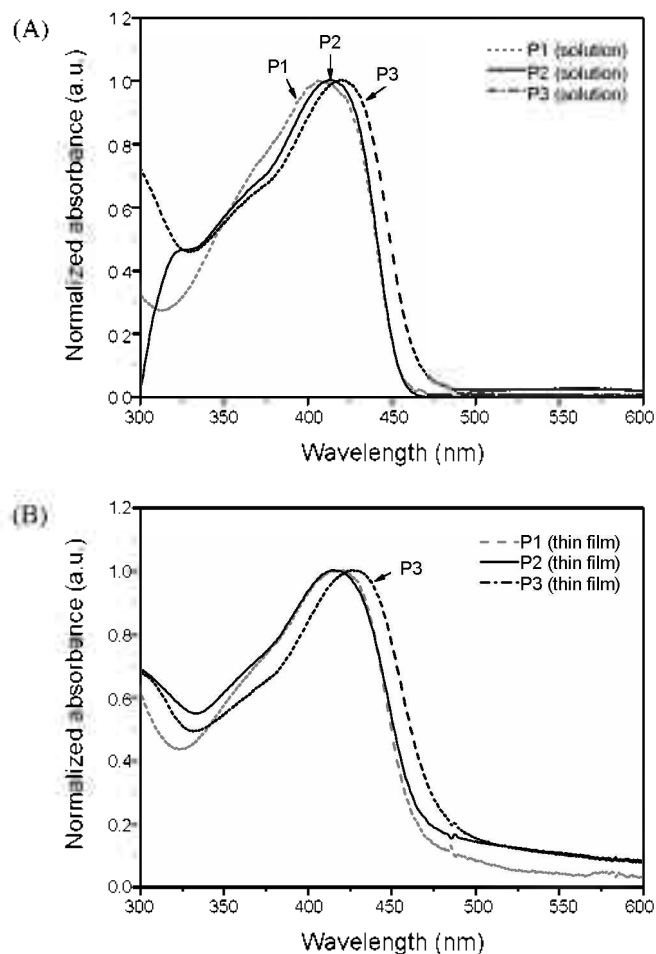 (A)
Normalized absorbance (a.u.)
1.2
1.0
0.8
0.6
0.4
0.2
0.0
P1
P2
P3
P1 (solution)
P2 (solution)
P3 (solution)
300 350 400 450 500 550 600
Wavelength (nm)
(B)
Normalized absorbance (a.u.)
1.2
1.0
0.8
0.6
0.4
0.2
0.0
P3
P1 (thin film)
P2 (thin film)
P3 (thin film)
300 350 400 450 500 550 600
Wavelength (nm)